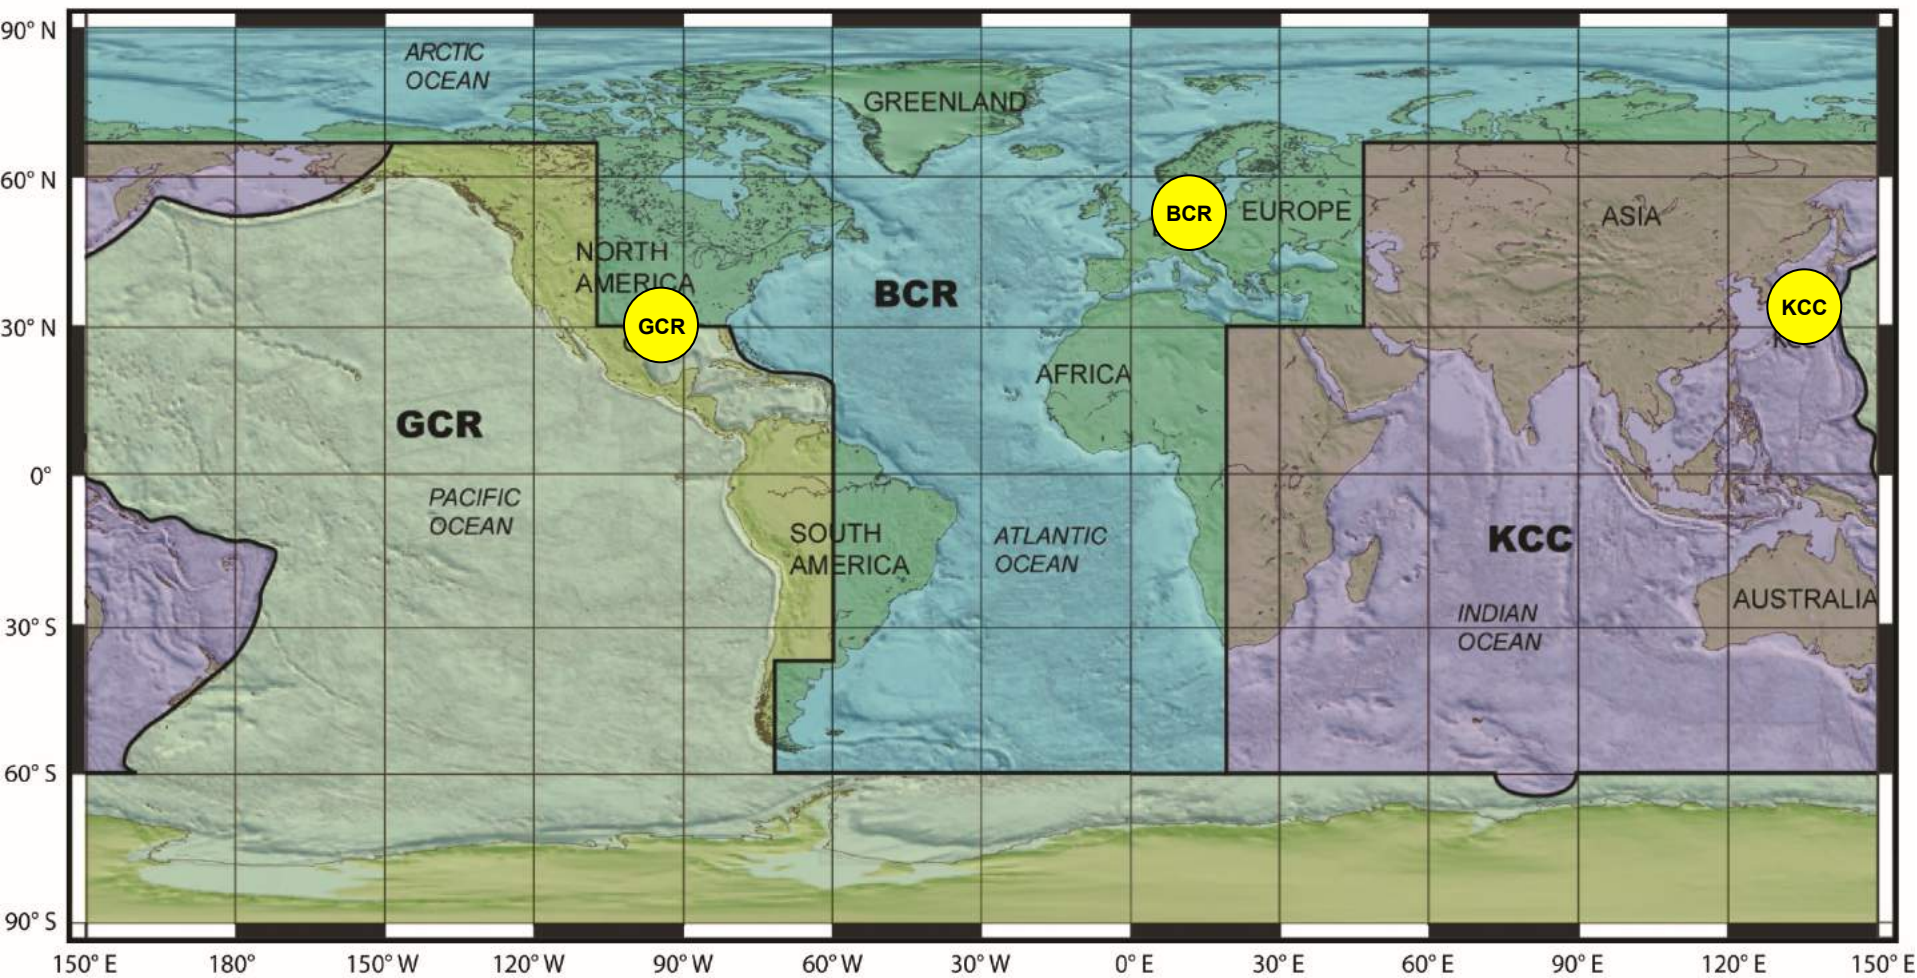 90° N
ARCTIC
OCEAN
GREENLAND
60° N
BCR
EUROPE
ASIA
NORTH
AMERICA
BCR
KCC
GCR
30° N
AFRICA
GCR
0°
PACIFIC
OCEAN
SOUTH
AMERICA
ATLANTIC
OCEAN
KCC
AUSTRALIA
INDIAN
OCEAN
30° S
60° S
90° S
150° E 180° 150° W 120° W 90° W 60° W 30° W 0° E 30° E 60° E 90° E 120° E 150° E